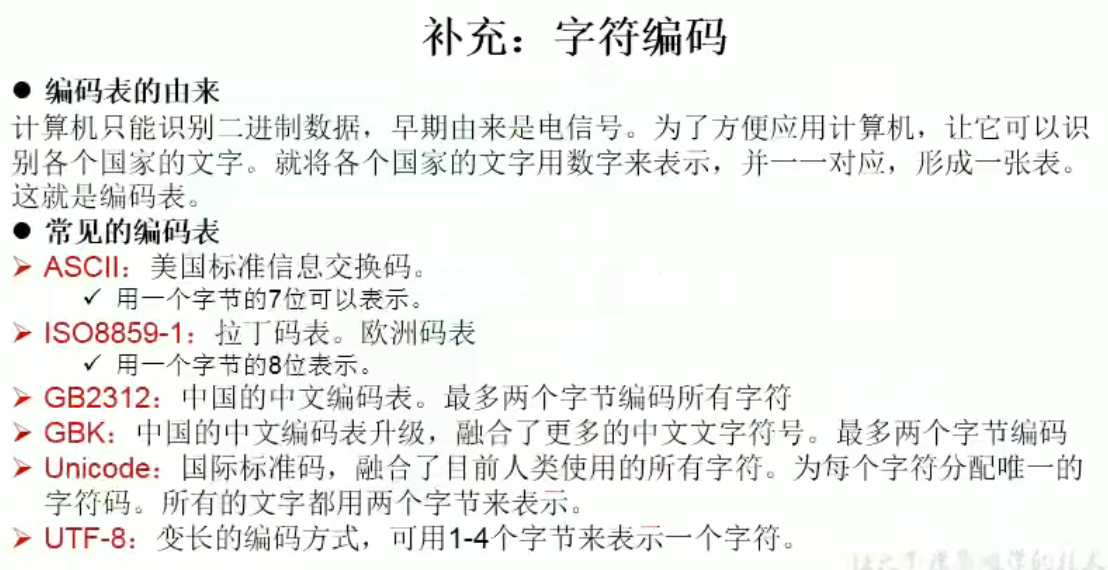 补充：字符编码
● 编码表的由来
计算机只能识别二进制数据，早期由来是电信号。为了方便应用计算机，让它可以识
别各个国家的文字。就将各个国家的文字用数字来表示，并一一对应，形成一张表。
这就是编码表。
● 常见的编码表
➢ ASCII：美国标准信息交换码。
✓ 用一个字节的7位可以表示。
➢ ISO8859-1：拉丁码表。欧洲码表
✓ 用一个字节的8位表示。
➢ GB2312：中国的中文编码表。最多两个字节编码所有字符
➢ GBK：中国的中文编码表升级，融合了更多的中文文字符号。最多两个字节编码
➢ Unicode：国际标准码，融合了目前人类使用的所有字符。为每个字符分配唯一的
字符码。所有的文字都用两个字节来表示。
➢ UTF-8：变长的编码方式，可用1-4个字节来表示一个字符。